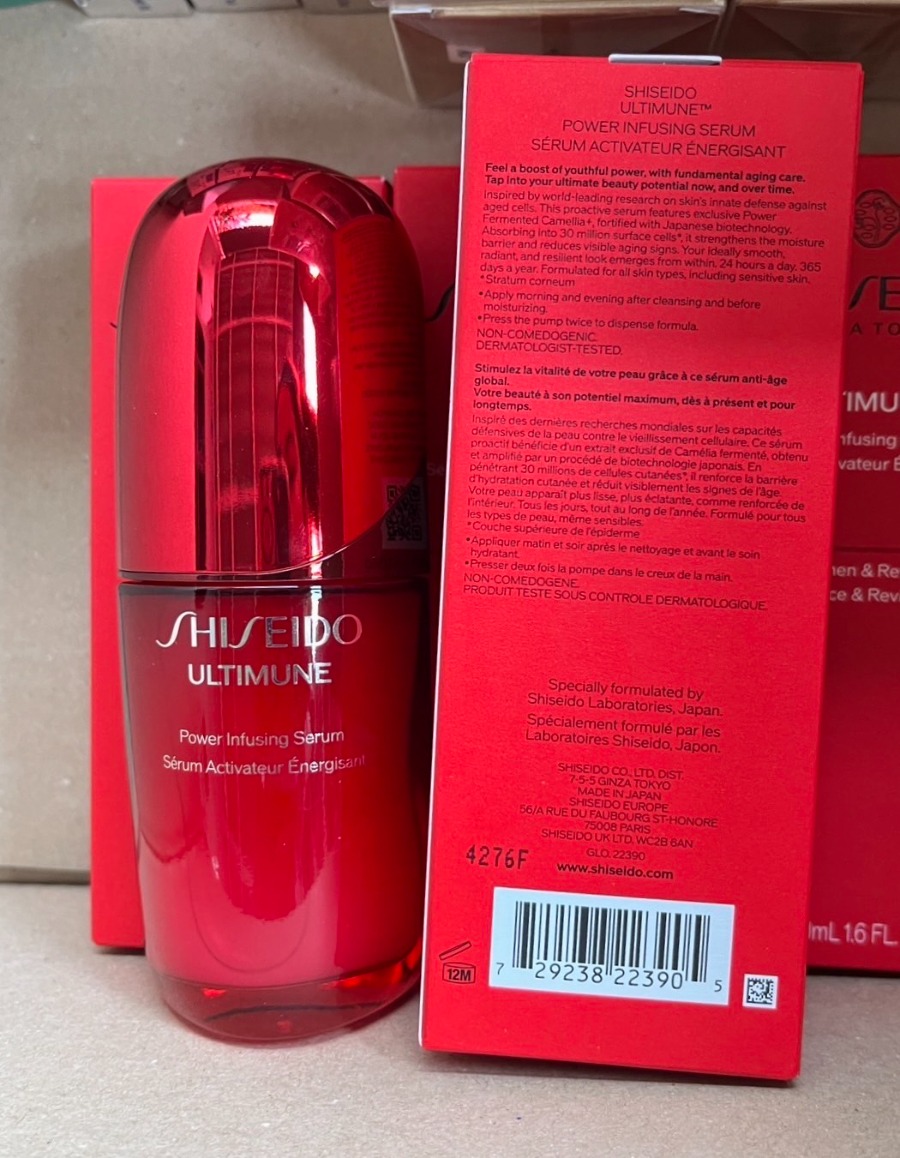 SHISEIDO
ULTIMUNE
Power Infusing Serum
Sérum Activateur Énergisant
SHISEIDO
ULTIMUNE™
POWER INFUSING SERUM
SÉRUM ACTIVATEUR ÉNERGISANT
Feel a boost of youthful power, with fundamental aging care.
Tap into your ultimate beauty potential now, and over time.
Inspired by world-leading research on skin's innate defense against
aged cells. This proactive serum features exclusive Power
Fermented Camellia+, fortified with Japanese biotechnology.
Absorbing into 30 million surface cells*, it strengthens the moisture
barrier and reduces visible aging signs. Your ideally smooth,
radiant, and resilient look emerges from within, 24 hours a day, 365
days a year. Formulated for all skin types, including sensitive skin.
*Stratum corneum
•Apply morning and evening after cleansing and before
moisturizing.
•Press the pump twice to dispense formula.
NON-COMEDOGENIC.
DERMATOLOGIST-TESTED.
Stimulez la vitalité de votre peau grâce à ce sérum anti-âge
global.
Votre beauté à son potentiel maximum, dès à présent et pour
longtemps.
Inspiré des dernières recherches mondiales sur les capacités
défensives de la peau contre le vieillissement cellulaire. Ce sérum
proactif bénéficie d'un extrait exclusif de Camélia fermenté, obtenu
et amplifié par un procédé de biotechnologie japonais. En
pénétrant 30 millions de cellules cutanées*, il renforce la barrière
d'hydratation cutanée et réduit visiblement les signes de l'âge.
Votre peau apparaît plus lisse, plus éclatante, comme renforcée de
l'intérieur. Tous les jours, tout au long de l'année. Formulé pour tous
les types de peau, même sensibles.
*Couche supérieure de l'épiderme
•Appliquer matin et soir après le nettoyage et avant le soin
hydratant.
•Presser deux fois la pompe dans le creux de la main.
NON-COMEDOGENE.
PRODUIT TESTE SOUS CONTROLE DERMATOLOGIQUE.
Specially formulated by
Shiseido Laboratories, Japan.
Spécialement formulé par les
Laboratoires Shiseido, Japon.
SHISEIDO CO., LTD. DIST.
7-5-5 GINZA TOKYO
MADE IN JAPAN
SHISEIDO EUROPE
56/A RUE DU FAUBOURG ST-HONORE
75008 PARIS
SHISEIDO UK LTD, WC2B 6AN
GLO. 22390
4276F
www.shiseido.com
12M
7 29238 22390 5
SE
A TO
IMU
nfusing
vateur É
men & Re
ce & Revi
mL 1.6 FL.